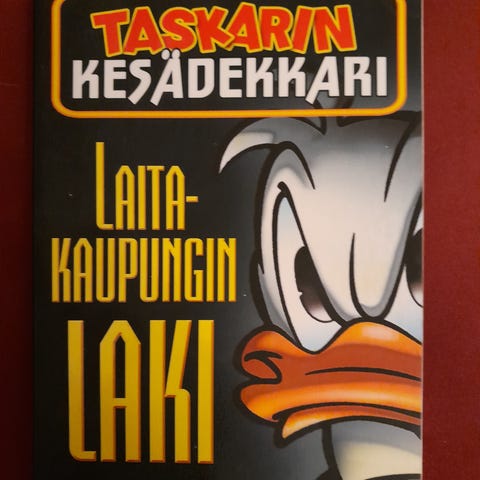 TASKARIN
KESÄDEKKARI
LAITA-
KAUPUNGIN
LAKI